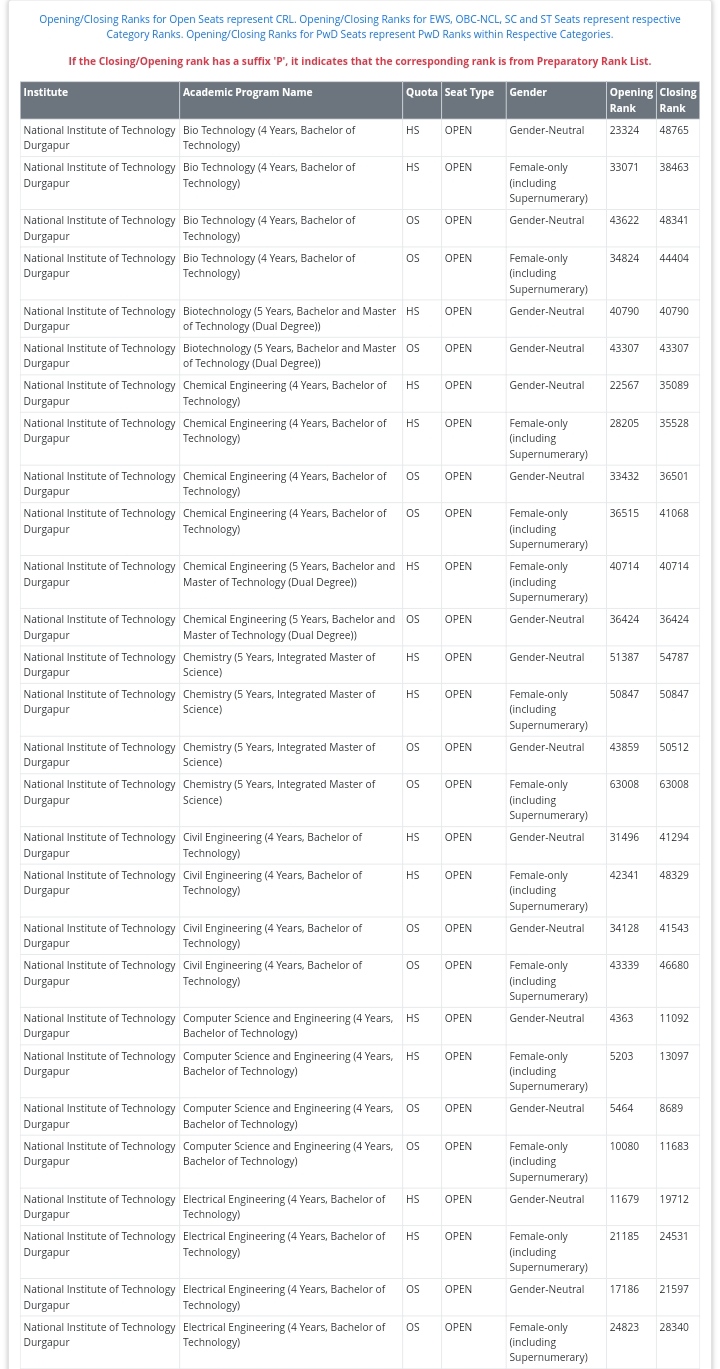 Opening/Closing Ranks for Open Seats represent CRL. Opening/Closing Ranks for EWS, OBC-NCL, SC and ST Seats represent respective
Category Ranks. Opening/Closing Ranks for PwD Seats represent PwD Ranks within Respective Categories.
If the Closing/Opening rank has a suffix 'P', it indicates that the corresponding rank is from Preparatory Rank List.
Institute Academic Program Name Quota Seat Type Gender Opening Closing
Rank Rank
National Institute of Technology Bio Technology (4 Years, Bachelor of HS OPEN Gender-Neutral 23324 48765
Durgapur Technology)
National Institute of Technology Bio Technology (4 Years, Bachelor of HS OPEN Female-only 33071 38463
Durgapur Technology) (including
Supernumerary)
National Institute of Technology Bio Technology (4 Years, Bachelor of OS OPEN Gender-Neutral 43622 48341
Durgapur Technology)
National Institute of Technology Bio Technology (4 Years, Bachelor of OS OPEN Female-only 34824 44404
Durgapur Technology) (including
Supernumerary)
National Institute of Technology Biotechnology (5 Years, Bachelor and Master HS OPEN Gender-Neutral 40790 40790
Durgapur of Technology (Dual Degree))
National Institute of Technology Biotechnology (5 Years, Bachelor and Master OS OPEN Gender-Neutral 43307 43307
Durgapur of Technology (Dual Degree))
National Institute of Technology Chemical Engineering (4 Years, Bachelor of HS OPEN Gender-Neutral 22567 35089
Durgapur Technology)
National Institute of Technology Chemical Engineering (4 Years, Bachelor of HS OPEN Female-only 28205 35528
Durgapur Technology) (including
Supernumerary)
National Institute of Technology Chemical Engineering (4 Years, Bachelor of OS OPEN Gender-Neutral 33432 36501
Durgapur Technology)
National Institute of Technology Chemical Engineering (4 Years, Bachelor of OS OPEN Female-only 36515 41068
Durgapur Technology) (including
Supernumerary)
National Institute of Technology Chemical Engineering (5 Years, Bachelor and HS OPEN Female-only 40714 40714
Durgapur Master of Technology (Dual Degree)) (including
Supernumerary)
National Institute of Technology Chemical Engineering (5 Years, Bachelor and OS OPEN Gender-Neutral 36424 36424
Durgapur Master of Technology (Dual Degree))
National Institute of Technology Chemistry (5 Years, Integrated Master of HS OPEN Gender-Neutral 51387 54787
Durgapur Science)
National Institute of Technology Chemistry (5 Years, Integrated Master of HS OPEN Female-only 50847 50847
Durgapur Science) (including
Supernumerary)
National Institute of Technology Chemistry (5 Years, Integrated Master of OS OPEN Gender-Neutral 43859 50512
Durgapur Science)
National Institute of Technology Chemistry (5 Years, Integrated Master of OS OPEN Female-only 63008 63008
Durgapur Science) (including
Supernumerary)
National Institute of Technology Civil Engineering (4 Years, Bachelor of HS OPEN Gender-Neutral 31496 41294
Durgapur Technology)
National Institute of Technology Civil Engineering (4 Years, Bachelor of HS OPEN Female-only 42341 48329
Durgapur Technology) (including
Supernumerary)
National Institute of Technology Civil Engineering (4 Years, Bachelor of OS OPEN Gender-Neutral 34128 41543
Durgapur Technology)
National Institute of Technology Civil Engineering (4 Years, Bachelor of OS OPEN Female-only 43339 46680
Durgapur Technology) (including
Supernumerary)
National Institute of Technology Computer Science and Engineering (4 Years, HS OPEN Gender-Neutral 4363 11092
Durgapur Bachelor of Technology)
National Institute of Technology Computer Science and Engineering (4 Years, HS OPEN Female-only 5203 13097
Durgapur Bachelor of Technology) (including
Supernumerary)
National Institute of Technology Computer Science and Engineering (4 Years, OS OPEN Gender-Neutral 5464 8689
Durgapur Bachelor of Technology)
National Institute of Technology Computer Science and Engineering (4 Years, OS OPEN Female-only 10080 11683
Durgapur Bachelor of Technology) (including
Supernumerary)
National Institute of Technology Electrical Engineering (4 Years, Bachelor of HS OPEN Gender-Neutral 11679 19712
Durgapur Technology)
National Institute of Technology Electrical Engineering (4 Years, Bachelor of HS OPEN Female-only 21185 24531
Durgapur Technology) (including
Supernumerary)
National Institute of Technology Electrical Engineering (4 Years, Bachelor of OS OPEN Gender-Neutral 17186 21597
Durgapur Technology)
National Institute of Technology Electrical Engineering (4 Years, Bachelor of OS OPEN Female-only 24823 28340
Durgapur Technology) (including
Supernumerary)